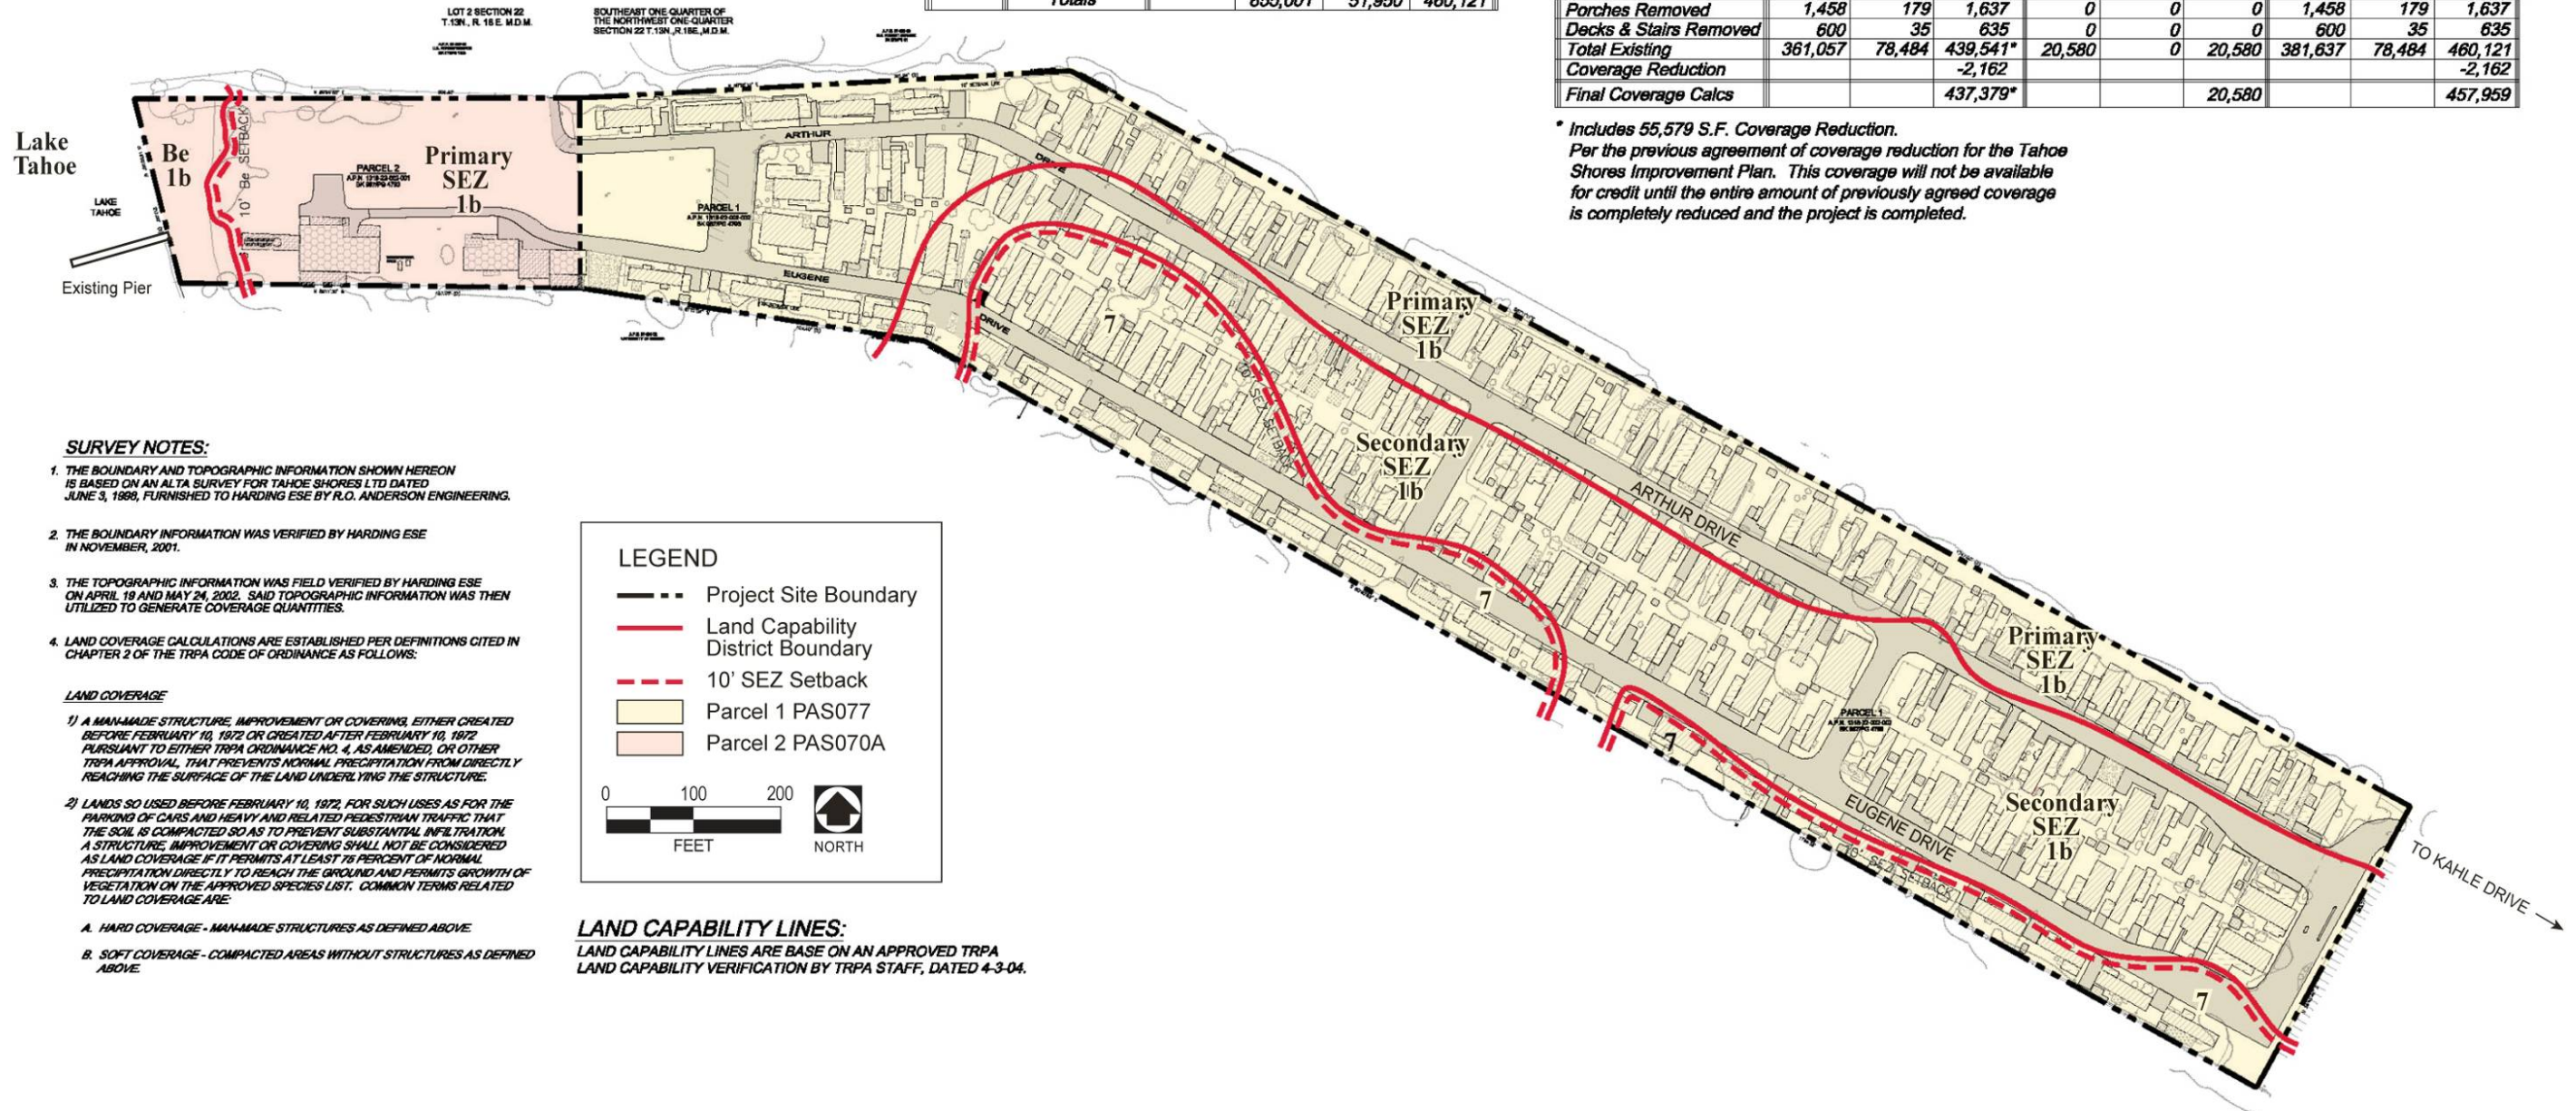 LOT 2 SECTION 22
T.13N., R. 18 E. M.D.M.
SOUTHEAST ONE-QUARTER OF
THE NORTHWEST ONE-QUARTER
SECTION 22 T.13N.,R.18E.,M.D.M.
Totals 51,950 460,121
Porches Removed 1,458 179 1,637 0 0 0 1,458 179 1,637
Decks & Stairs Removed 600 35 635 0 0 0 600 35 635
Total Existing 361,057 78,484 439,541* 20,580 0 20,580 381,637 78,484 460,121
Coverage Reduction -2,162 -2,162
Final Coverage Calcs 437,379* 20,580 457,959
* Includes 55,579 S.F. Coverage Reduction.
Per the previous agreement of coverage reduction for the Tahoe
Shores Improvement Plan. This coverage will not be available
for credit until the entire amount of previously agreed coverage
is completely reduced and the project is completed.
Lake
Tahoe
LAKE
TAHOE
Existing Pier
Be
1b
10' Be SETBACK
PARCEL 2
Primary
SEZ
1b
ARTHUR
DRIVE
PARCEL 1
EUGENE
DRIVE
7
10' SEZ SETBACK
Primary
SEZ
1b
Secondary
SEZ
1b
ARTHUR DRIVE
7
Primary
SEZ
1b
PARCEL 1
7
EUGENE DRIVE
Secondary
SEZ
1b
10' SEZ SETBACK
7
TO KAHLE DRIVE
SURVEY NOTES:
1. THE BOUNDARY AND TOPOGRAPHIC INFORMATION SHOWN HEREON
IS BASED ON AN ALTA SURVEY FOR TAHOE SHORES LTD DATED
JUNE 3, 1998, FURNISHED TO HARDING ESE BY R.O. ANDERSON ENGINEERING.
2. THE BOUNDARY INFORMATION WAS VERIFIED BY HARDING ESE
IN NOVEMBER, 2001.
3. THE TOPOGRAPHIC INFORMATION WAS FIELD VERIFIED BY HARDING ESE
ON APRIL 19 AND MAY 24, 2002. SAID TOPOGRAPHIC INFORMATION WAS THEN
UTILIZED TO GENERATE COVERAGE QUANTITIES.
4. LAND COVERAGE CALCULATIONS ARE ESTABLISHED PER DEFINITIONS CITED IN
CHAPTER 2 OF THE TRPA CODE OF ORDINANCE AS FOLLOWS:
LAND COVERAGE
1) A MAN-MADE STRUCTURE, IMPROVEMENT OR COVERING, EITHER CREATED
BEFORE FEBRUARY 10, 1972 OR CREATED AFTER FEBRUARY 10, 1972
PURSUANT TO EITHER TRPA ORDINANCE NO. 4, AS AMENDED, OR OTHER
TRPA APPROVAL, THAT PREVENTS NORMAL PRECIPITATION FROM DIRECTLY
REACHING THE SURFACE OF THE LAND UNDERLYING THE STRUCTURE.
2) LANDS SO USED BEFORE FEBRUARY 10, 1972, FOR SUCH USES AS FOR THE
PARKING OF CARS AND HEAVY AND RELATED PEDESTRIAN TRAFFIC THAT
THE SOIL IS COMPACTED SO AS TO PREVENT SUBSTANTIAL INFILTRATION.
A STRUCTURE, IMPROVEMENT OR COVERING SHALL NOT BE CONSIDERED
AS LAND COVERAGE IF IT PERMITS AT LEAST 75 PERCENT OF NORMAL
PRECIPITATION DIRECTLY TO REACH THE GROUND AND PERMITS GROWTH OF
VEGETATION ON THE APPROVED SPECIES LIST. COMMON TERMS RELATED
TO LAND COVERAGE ARE:
A. HARD COVERAGE - MAN-MADE STRUCTURES AS DEFINED ABOVE.
B. SOFT COVERAGE - COMPACTED AREAS WITHOUT STRUCTURES AS DEFINED
ABOVE.
LEGEND
Project Site Boundary
Land Capability
District Boundary
10' SEZ Setback
Parcel 1 PAS077
Parcel 2 PAS070A
0 100 200
FEET
NORTH
LAND CAPABILITY LINES:
LAND CAPABILITY LINES ARE BASE ON AN APPROVED TRPA
LAND CAPABILITY VERIFICATION BY TRPA STAFF, DATED 4-3-04.